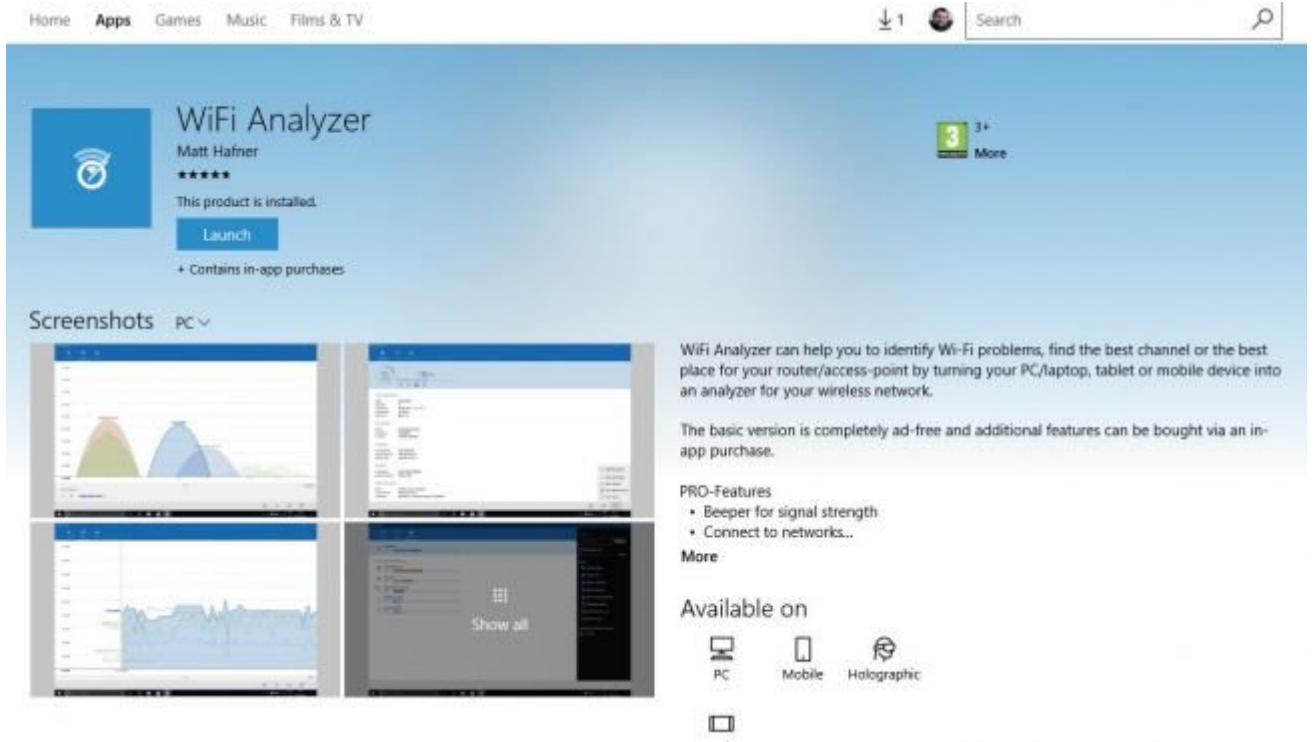 Home Apps Games Music Films & TV
1
Search
WiFi Analyzer
Matt Hafner
This product is installed.
Launch
+ Contains in-app purchases
3
3+
More
Screenshots PC
WiFi Analyzer can help you to identify Wi-Fi problems, find the best channel or the best
place for your router/access-point by turning your PC/laptop, tablet or mobile device into
an analyzer for your wireless network.
The basic version is completely ad-free and additional features can be bought via an in-
app purchase.
PRO-Features
• Beeper for signal strength
• Connect to networks...
More
Show all
Available on
PC Mobile Holographic